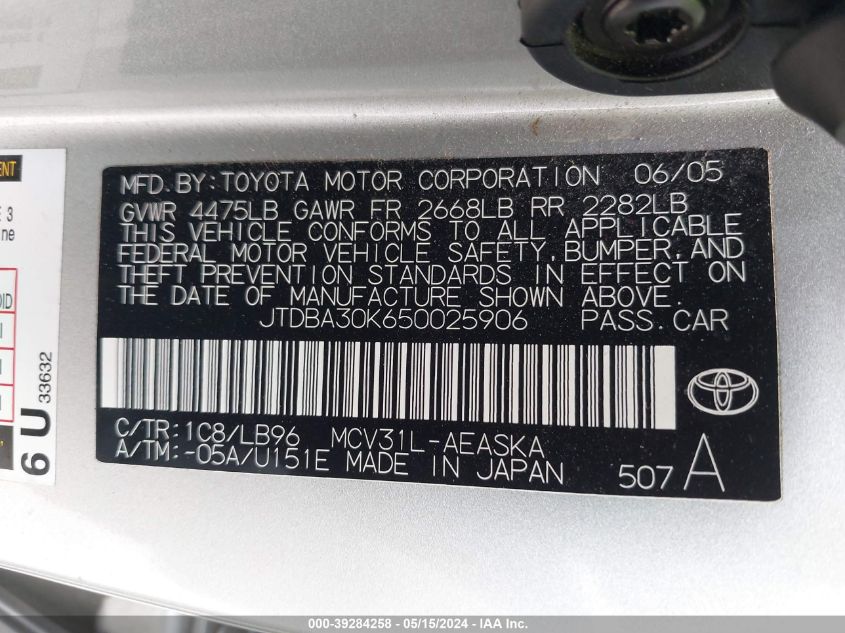 MFD.BY:TOYOTA MOTOR CORPORATION 06/05
GVWR 4475LB GAWR FR 2668LB RR 2282LB
THIS VEHICLE CONFORMS TO ALL APPLICABLE
FEDERAL MOTOR VEHICLE SAFETY,BUMPER,AND
THEFT PREVENTION STANDARDS IN EFFECT ON
THE DATE OF MANUFACTURE SHOWN ABOVE.
JTDBA30K650025906 PASS.CAR
C/TR:1C8/LB96 MCV31L-AEASKA
A/TM:-05A/U151E MADE IN JAPAN
507 A
6 U 33632
000-39284258 - 05/15/2024 - IAA Inc.